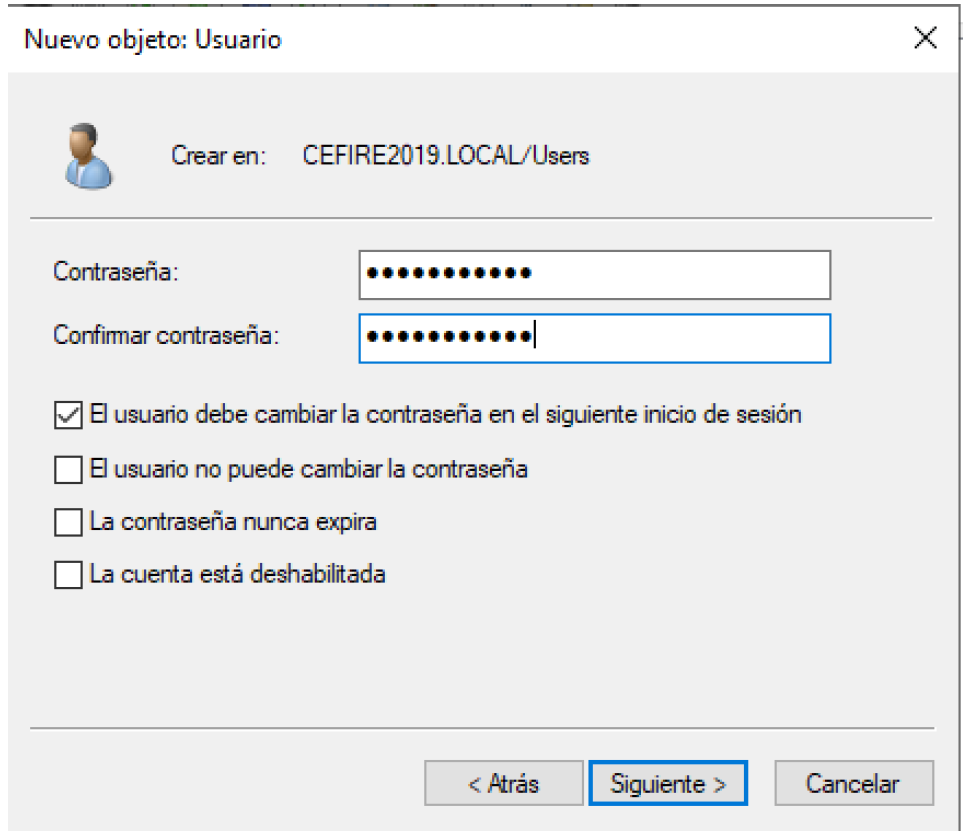 Nuevo objeto: Usuario
Crear en: CEFIRE2019.LOCAL/Users
Contraseña: ●●●●●●●●●●●
Confirmar contraseña: ●●●●●●●●●●●
El usuario debe cambiar la contraseña en el siguiente inicio de sesión
El usuario no puede cambiar la contraseña
La contraseña nunca expira
La cuenta está deshabilitada
< Atrás Siguiente > Cancelar